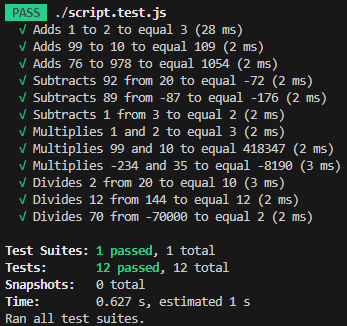 PASS ./script.test.js
√ Adds 1 to 2 to equal 3 (28 ms)
√ Adds 99 to 10 to equal 109 (2 ms)
√ Adds 76 to 978 to equal 1054 (2 ms)
√ Subtracts 92 from 20 to equal -72 (2 ms)
√ Subtracts 89 from -87 to equal -176 (2 ms)
√ Subtracts 1 from 3 to equal 2 (2 ms)
√ Multiplies 1 and 2 to equal 3 (2 ms)
√ Multiplies 99 and 10 to equal 418347 (2 ms)
√ Multiplies -234 and 35 to equal -8190 (3 ms)
√ Divides 2 from 20 to equal 10 (3 ms)
√ Divides 12 from 144 to equal 12 (2 ms)
√ Divides 70 from -70000 to equal 2 (2 ms)
Test Suites: 1 passed, 1 total
Tests: 12 passed, 12 total
Snapshots: 0 total
Time: 0.627 s, estimated 1 s
Ran all test suites.